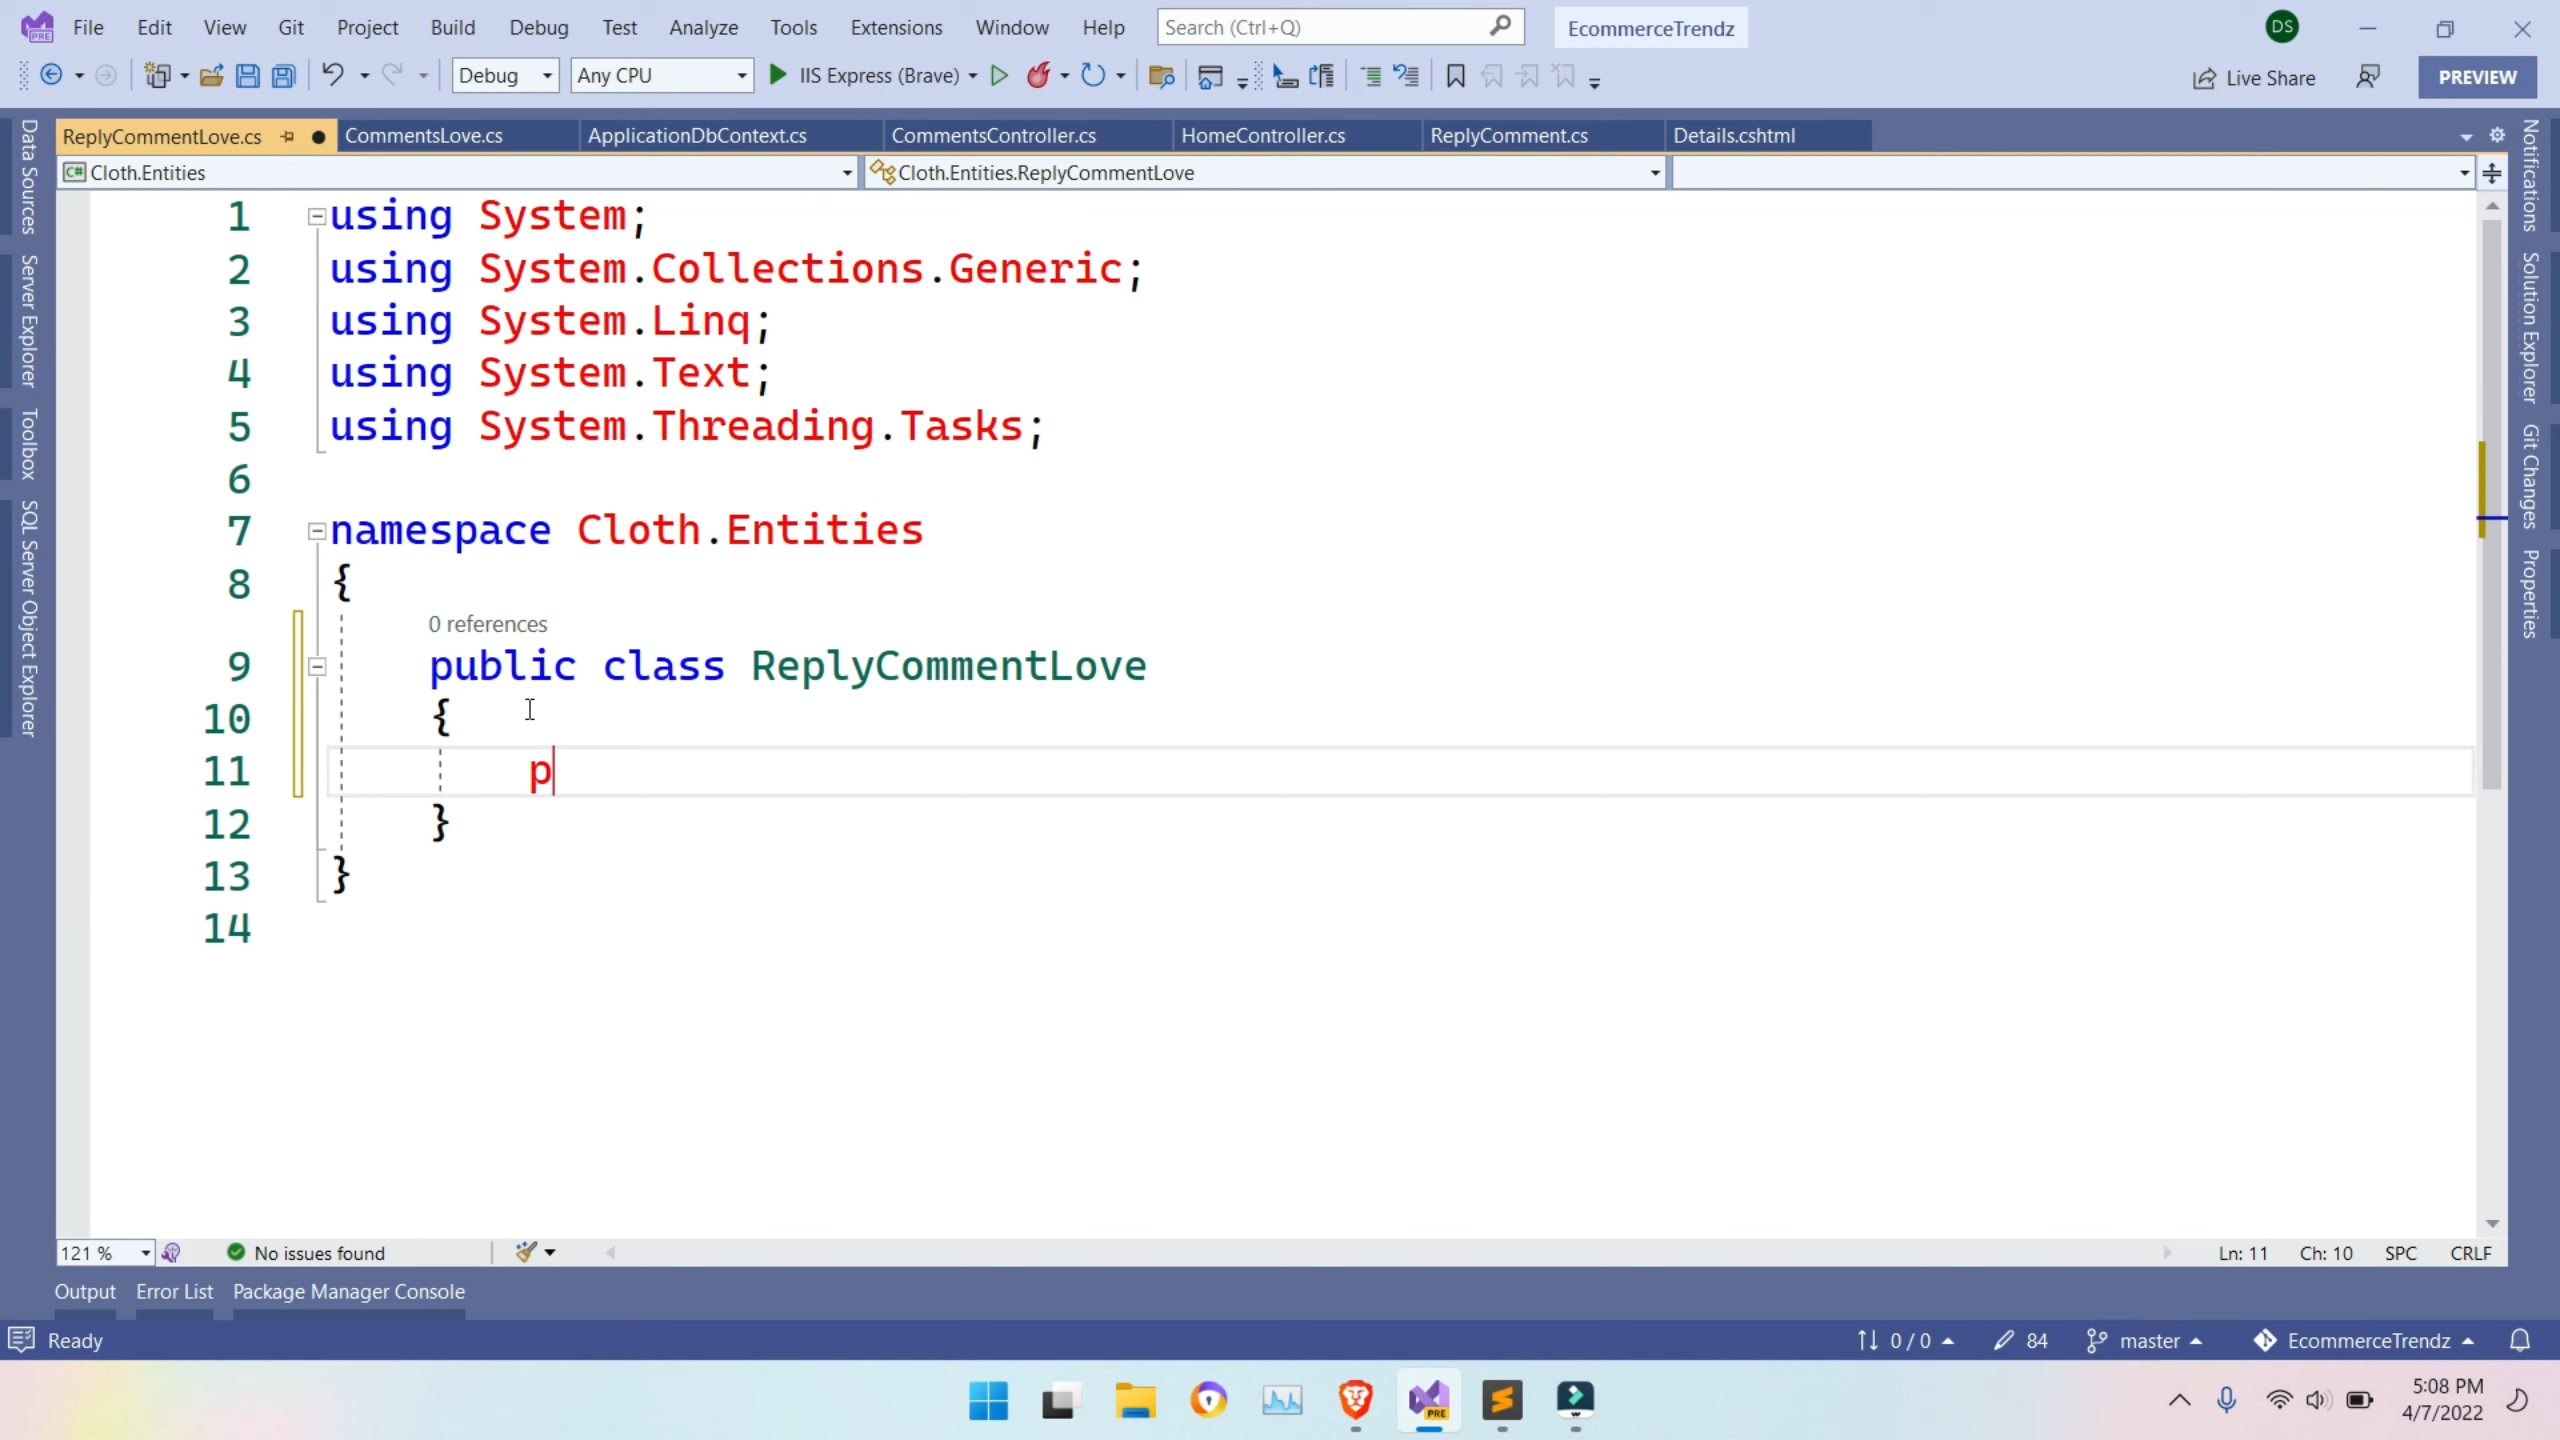 File Edit View Git Project Build Debug Test Analyze Tools Extensions Window Help Search (Ctrl+Q) EcommerceTrendz DS
Debug Any CPU IIS Express (Brave) Live Share PREVIEW
ReplyCommentLove.cs CommentsLove.cs ApplicationDbContext.cs CommentsController.cs HomeController.cs ReplyComment.cs Details.cshtml
C# Cloth.Entities Cloth.Entities.ReplyCommentLove
Data Sources
Server Explorer
Toolbox
SQL Server Object Explorer
1 using System;
2 using System.Collections.Generic;
3 using System.Linq;
4 using System.Text;
5 using System.Threading.Tasks;
6
7 namespace Cloth.Entities
8 {
0 references
9 public class ReplyCommentLove
10 {
11 p
12 }
13 }
14
Notifications
Solution Explorer
Git Changes
Properties
121 % No issues found Ln: 11 Ch: 10 SPC CRLF
Output Error List Package Manager Console
Ready 0 / 0 84 master EcommerceTrendz
PRE 5:08 PM
4/7/2022